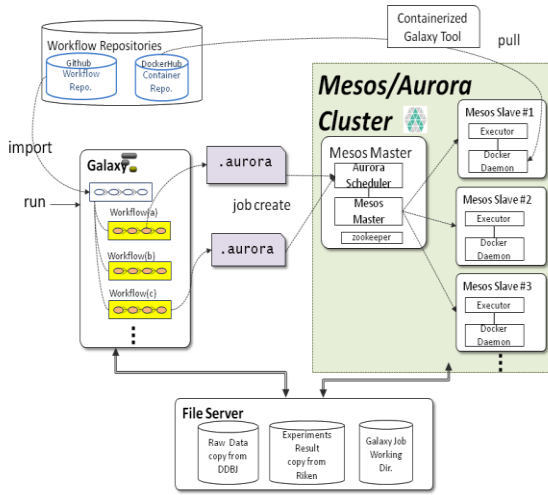 Workflow Repositories
Github
Workflow
Repo.
DockerHub
Container
Repo.
Containerized
Galaxy Tool
pull
import
run
Galaxy
Workflow(a)
Workflow(b)
Workflow(c)
.aurora
job create
.aurora
Mesos/Aurora
Cluster
Mesos Master
Aurora
Scheduler
Mesos
Master
zookeeper
Mesos Slave #1
Executor
Docker
Daemon
Mesos Slave #2
Executor
Docker
Daemon
Mesos Slave #3
Executor
Docker
Daemon
File Server
Raw Data
copy from
DDBJ
Experiments
Result
copy from
Riken
Galaxy Job
Working
Dir.